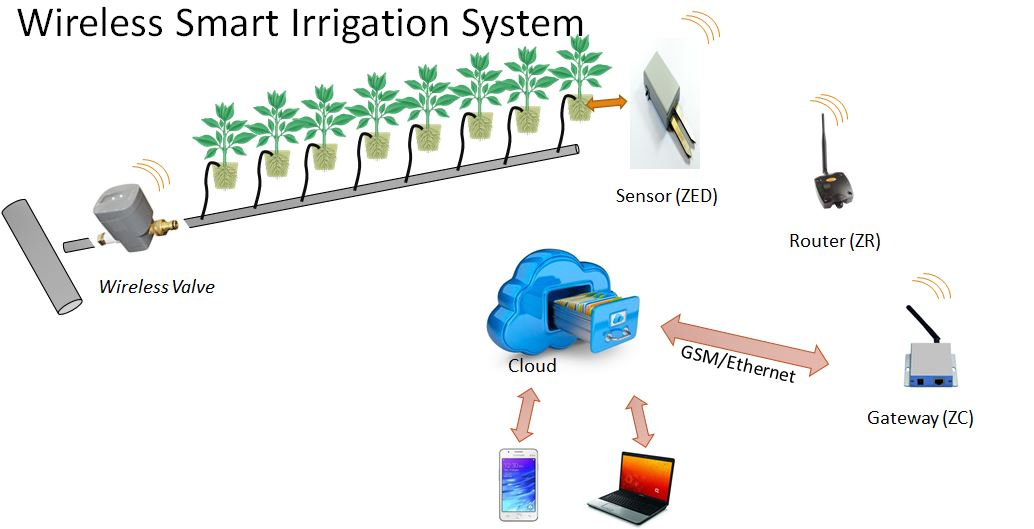 Wireless Smart Irrigation System
Sensor (ZED)
Router (ZR)
Wireless Valve
Cloud
GSM/Ethernet
Gateway (ZC)